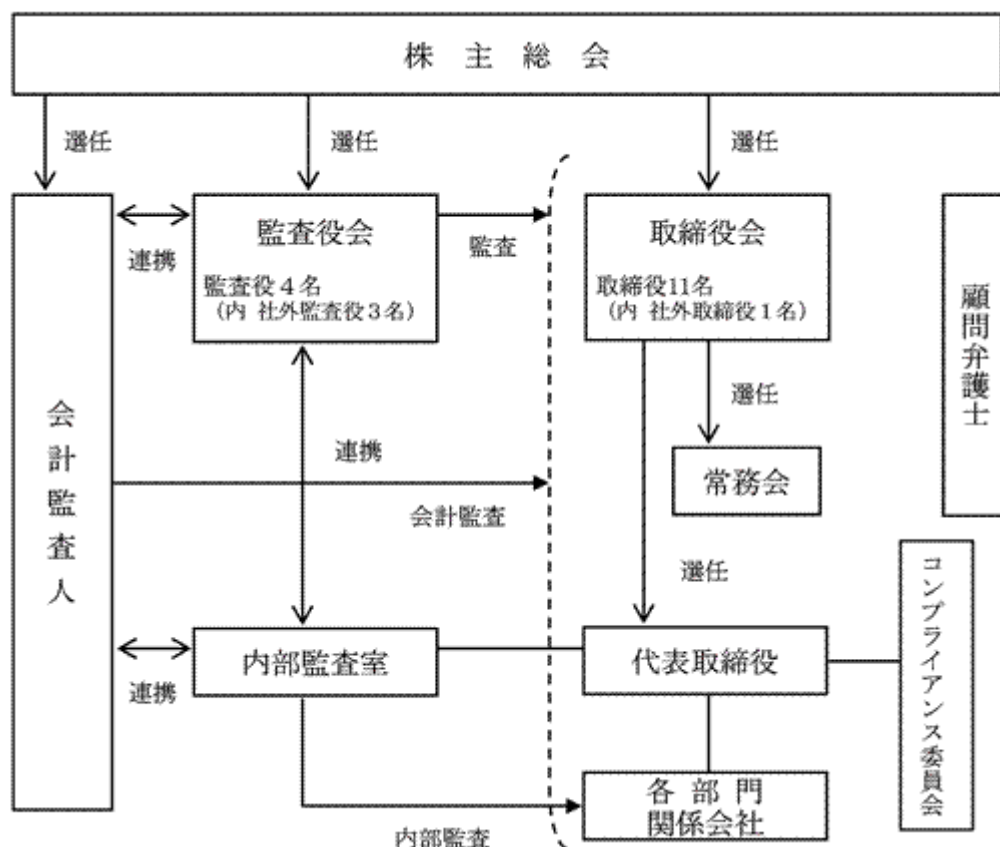 株主総会
選任
選任
選任
監査役会
監査役４名
（内 社外監査役３名）
連携
監査
取締役会
取締役11名
（内 社外取締役１名）
顧問弁護士
会計監査人
選任
常務会
連携
会計監査
選任
コンプライアンス委員会
内部監査室
代表取締役
連携
各部門
関係会社
内部監査